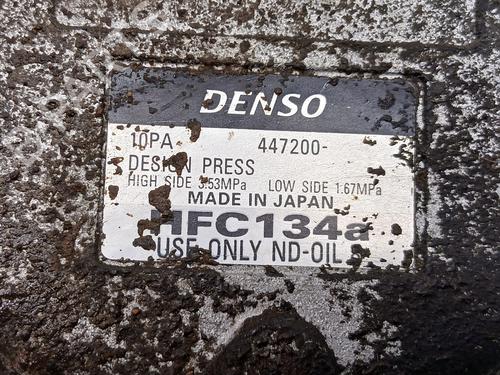 DENSO
10PA 447200-
DESIGN PRESS
HIGH SIDE 3.53MPa LOW SIDE 1.67MPa
MADE IN JAPAN
HFC134a
USE ONLY ND-OIL